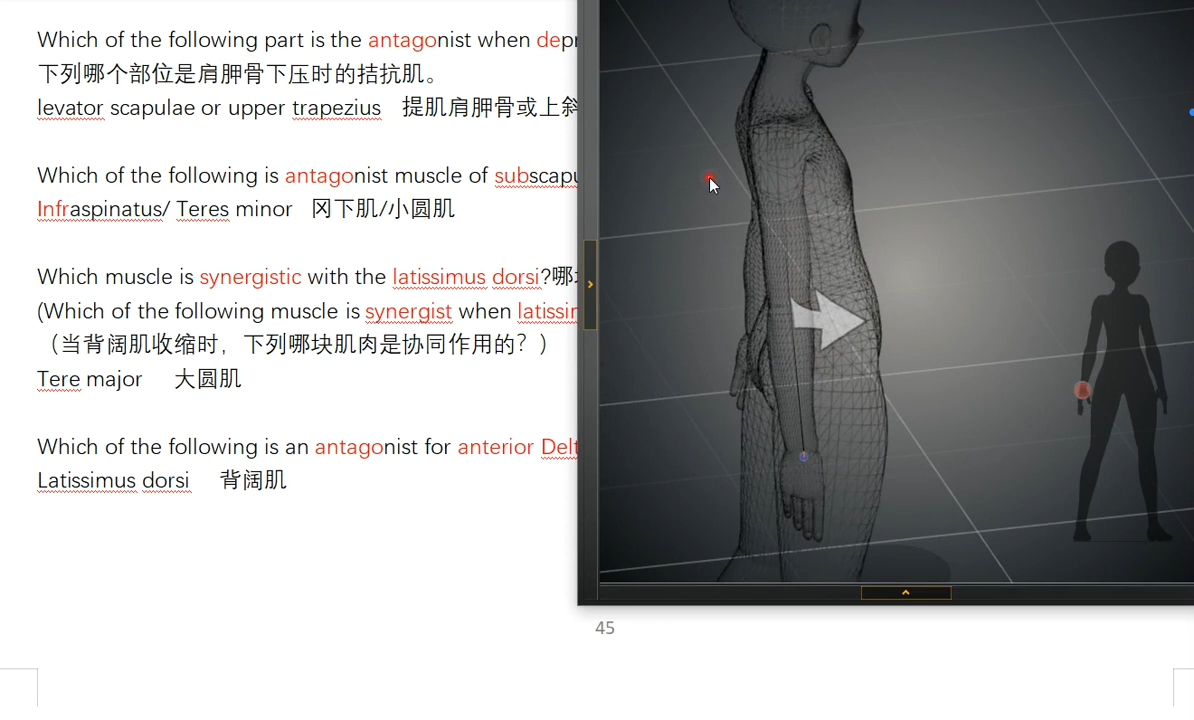 Which of the following part is the antagonist when depr
下列哪个部位是肩胛骨下压时的拮抗肌。
levator scapulae or upper trapezius 提肌肩胛骨或上斜
Which of the following is antagonist muscle of subscapu
Infraspinatus/ Teres minor 冈下肌/小圆肌
Which muscle is synergistic with the latissimus dorsi?哪
(Which of the following muscle is synergist when latissim
（当背阔肌收缩时，下列哪块肌肉是协同作用的？）
Tere major 大圆肌
Which of the following is an antagonist for anterior Delt
Latissimus dorsi 背阔肌
45